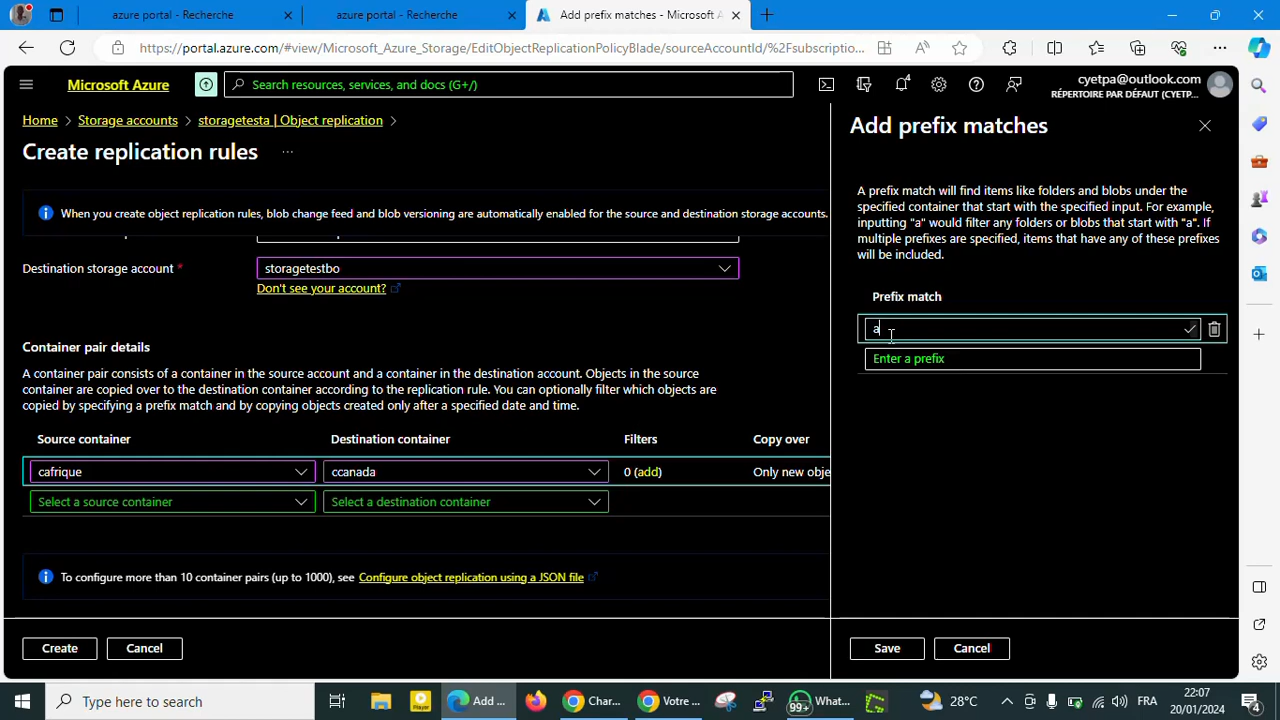 azure portal - Recherche
azure portal - Recherche
Add prefix matches - Microsoft A
https://portal.azure.com/#view/Microsoft_Azure_Storage/EditObjectReplicationPolicyBlade/sourceAccountId/%2Fsubscriptio...
Microsoft Azure
Search resources, services, and docs (G+/)
4
cyetpa@outlook.com
RÉPERTOIRE PAR DÉFAUT (CYETP...
Home > Storage accounts > storagetesta | Object replication >
Create replication rules ...
When you create object replication rules, blob change feed and blob versioning are automatically enabled for the source and destination storage accounts.
Destination storage account *
storagetestbo
Don't see your account?
Container pair details
A container pair consists of a container in the source account and a container in the destination account. Objects in the source
container are copied over to the destination container according to the replication rule. You can optionally filter which objects are
copied by specifying a prefix match and by copying objects created only after a specified date and time.
Source container
Destination container
Filters
Copy over
cafrique
ccanada
0 (add)
Only new obje
Select a source container
Select a destination container
To configure more than 10 container pairs (up to 1000), see Configure object replication using a JSON file
Create
Cancel
Add prefix matches
A prefix match will find items like folders and blobs under the
specified container that start with the specified input. For example,
inputting "a" would filter any folders or blobs that start with "a". If
multiple prefixes are specified, items that have any of these prefixes
will be included.
Prefix match
a
Enter a prefix
Save
Cancel
Type here to search
Player
Add ...
Char...
Votre ...
99+
What...
28°C
FRA
22:07
20/01/2024
4